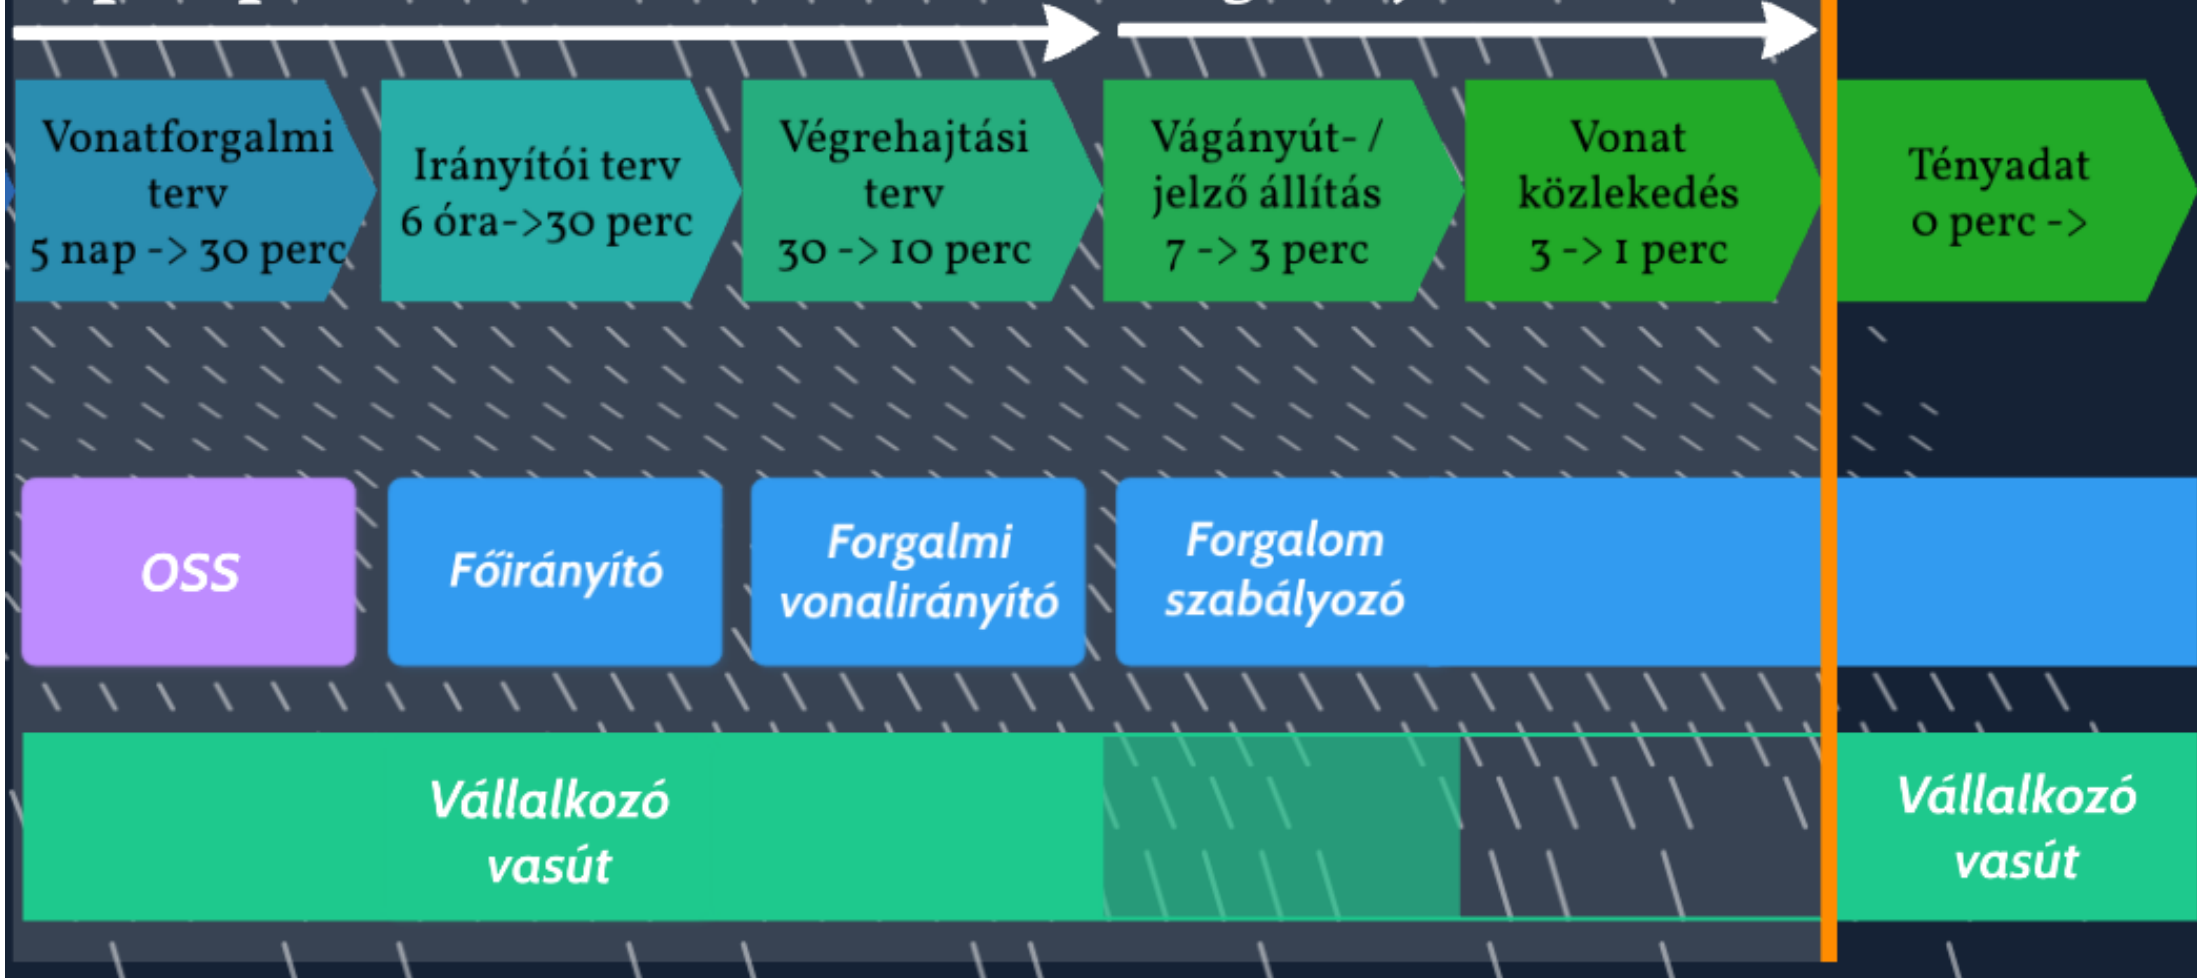 Vonatforgalmi
terv
5 nap -> 30 perc
Irányítói terv
6 óra->30 perc
Végrehajtási
terv
30 -> 10 perc
Vágányút- /
jelző állítás
7 -> 3 perc
Vonat
közlekedés
3 -> 1 perc
Tényadat
0 perc ->
OSS
Főirányító
Forgalmi
vonalirányító
Forgalom
szabályozó
Vállalkozó
vasút
Vállalkozó
vasút